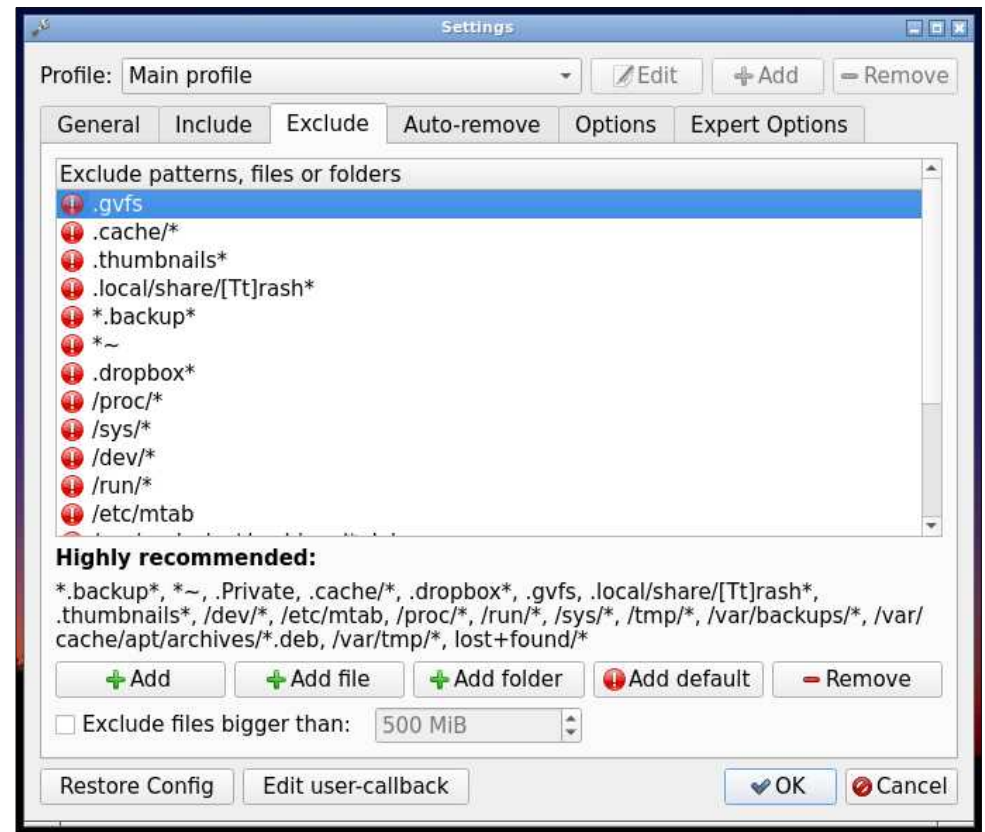 Settings
Profile: Main profile Edit Add Remove
General Include Exclude Auto-remove Options Expert Options
Exclude patterns, files or folders
.gvfs
.cache/*
.thumbnails*
.local/share/[Tt]rash*
*.backup*
*~
.dropbox*
/proc/*
/sys/*
/dev/*
/run/*
/etc/mtab
Highly recommended:
*.backup*, *~, .Private, .cache/*, .dropbox*, .gvfs, .local/share/[Tt]rash*,
.thumbnails*, /dev/*, /etc/mtab, /proc/*, /run/*, /sys/*, /tmp/*, /var/backups/*, /var/
cache/apt/archives/*.deb, /var/tmp/*, lost+found/*
Add Add file Add folder Add default Remove
Exclude files bigger than: 500 MiB
Restore Config Edit user-callback OK Cancel